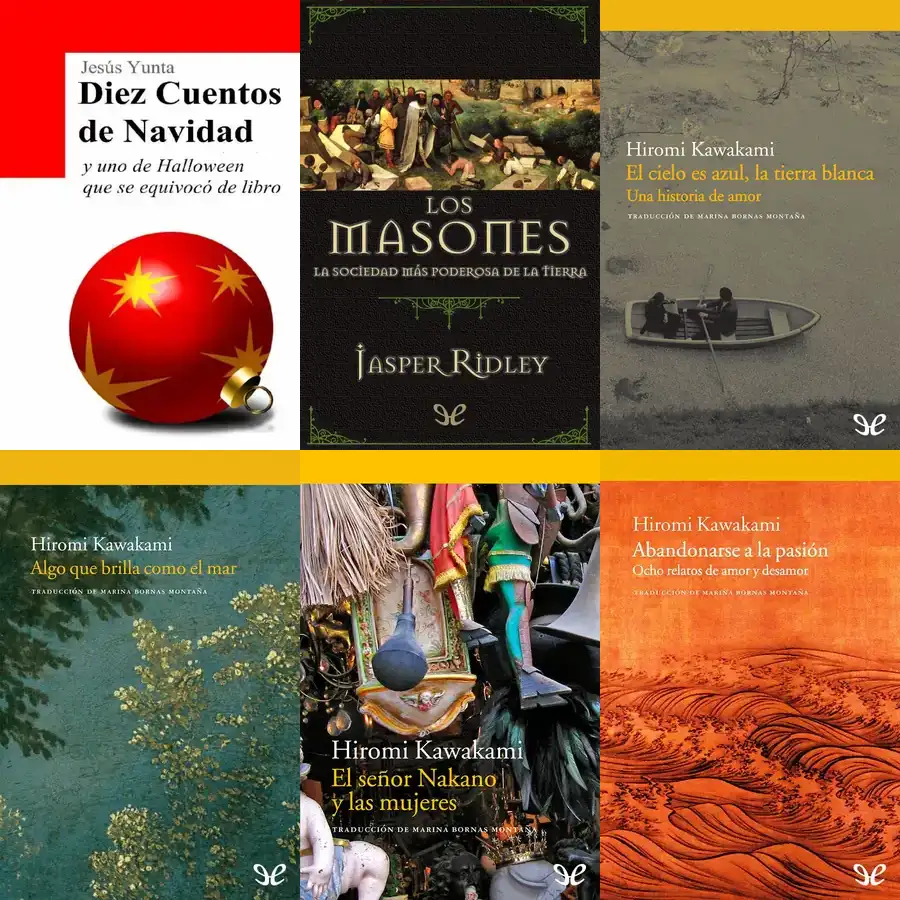 Jesús Yunta
Diez Cuentos
de Navidad
y uno de Halloween
que se equivocó de libro
LOS
MASONES
LA SOCIEDAD MÁS PODEROSA DE LA TIERRA
JASPER RIDLEY
Hiromi Kawakami
El cielo es azul, la tierra blanca
Una historia de amor
TRADUCCIÓN DE MARINA BORNAS MONTAÑA
Hiromi Kawakami
Algo que brilla como el mar
TRADUCCIÓN DE MARINA BORNAS MONTAÑA
Hiromi Kawakami
El señor Nakano
y las mujeres
TRADUCCIÓN DE MARINA BORNAS MONTAÑA
Hiromi Kawakami
Abandonarse a la pasión
Ocho relatos de amor y desamor
TRADUCCIÓN DE MARINA BORNAS MONTAÑA